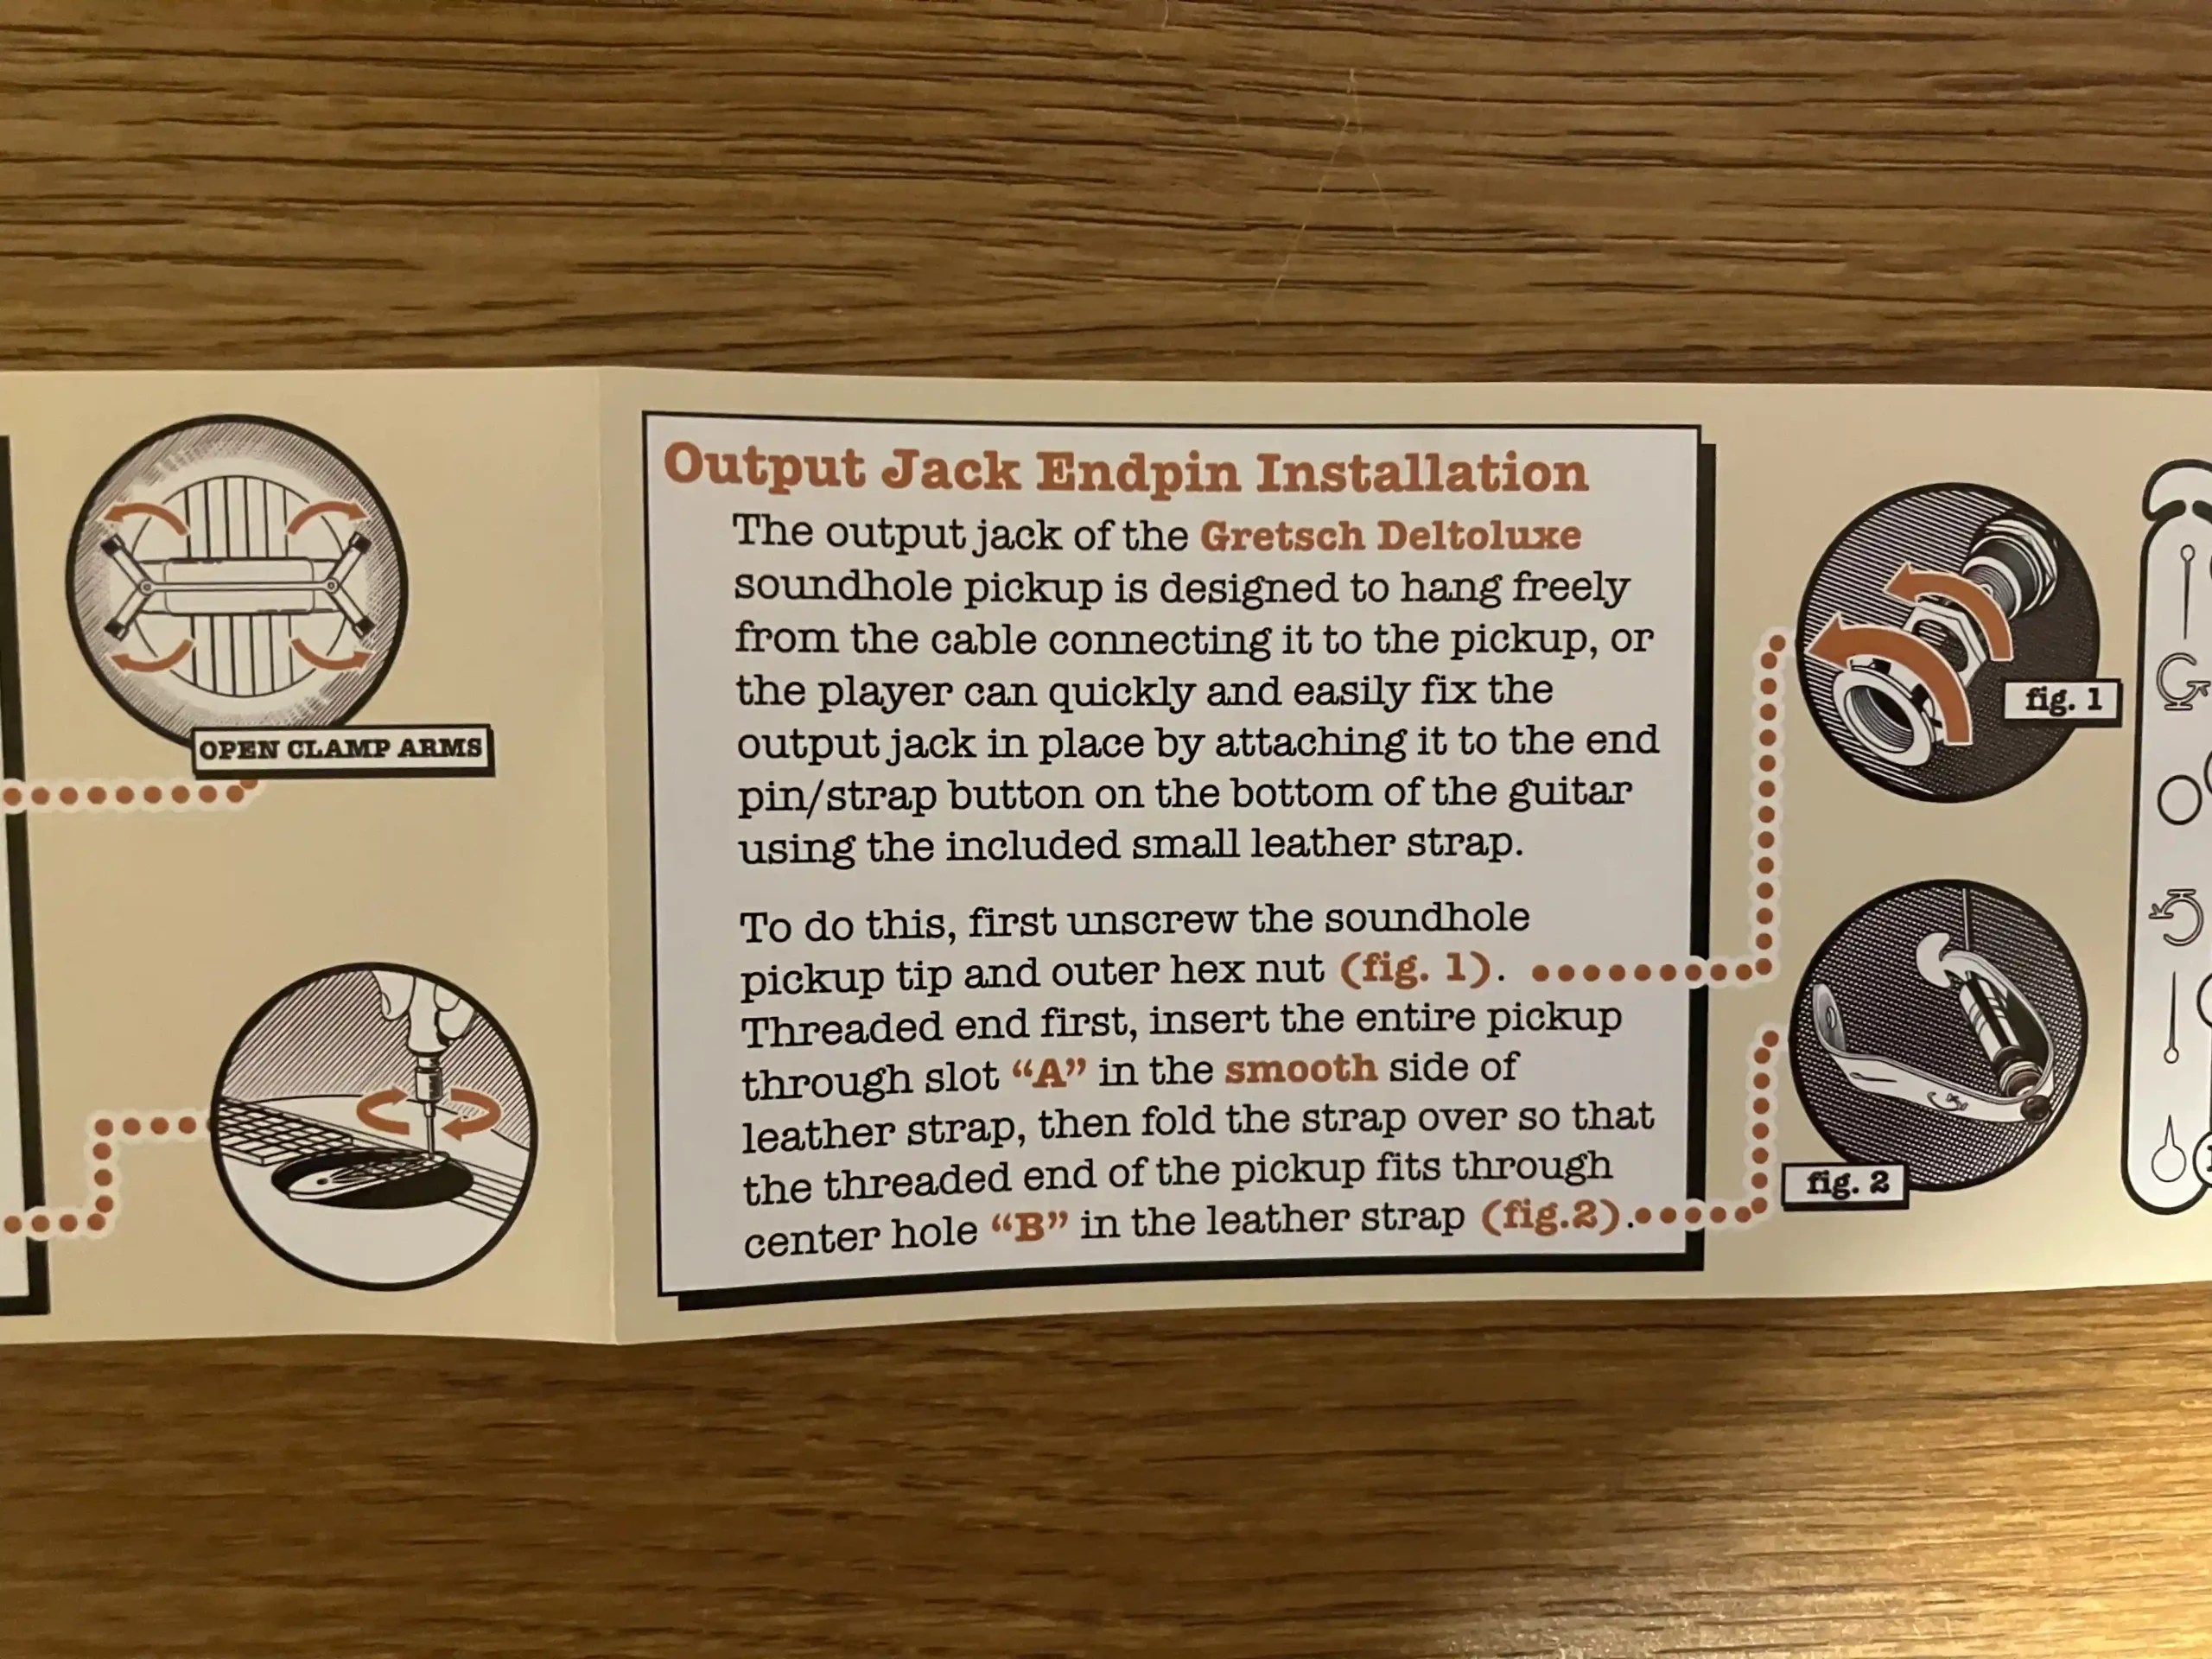 OPEN CLAMP ARMS
Output Jack Endpin Installation
The output jack of the Gretsch Deltoluxe
soundhole pickup is designed to hang freely
from the cable connecting it to the pickup, or
the player can quickly and easily fix the
output jack in place by attaching it to the end
pin/strap button on the bottom of the guitar
using the included small leather strap.
To do this, first unscrew the soundhole
pickup tip and outer hex nut (fig. 1).
Threaded end first, insert the entire pickup
through slot “A” in the smooth side of
leather strap, then fold the strap over so that
the threaded end of the pickup fits through
center hole “B” in the leather strap (fig.2).
fig. 1
fig. 2